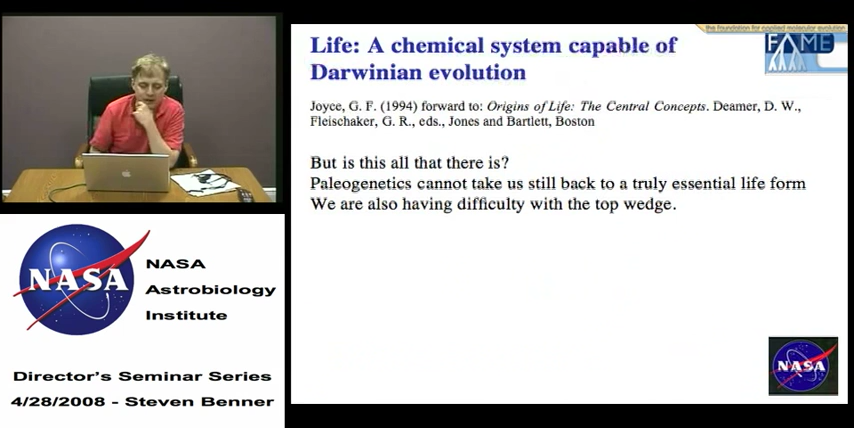 the foundation for applied molecular evolution
FAME
Life: A chemical system capable of
Darwinian evolution
Joyce, G. F. (1994) forward to: Origins of Life: The Central Concepts. Deamer, D. W.,
Fleischaker, G. R., eds., Jones and Bartlett, Boston
But is this all that there is?
Paleogenetics cannot take us still back to a truly essential life form
We are also having difficulty with the top wedge.
NASA
NASA
Astrobiology
Institute
Director's Seminar Series
4/28/2008 - Steven Benner
NASA